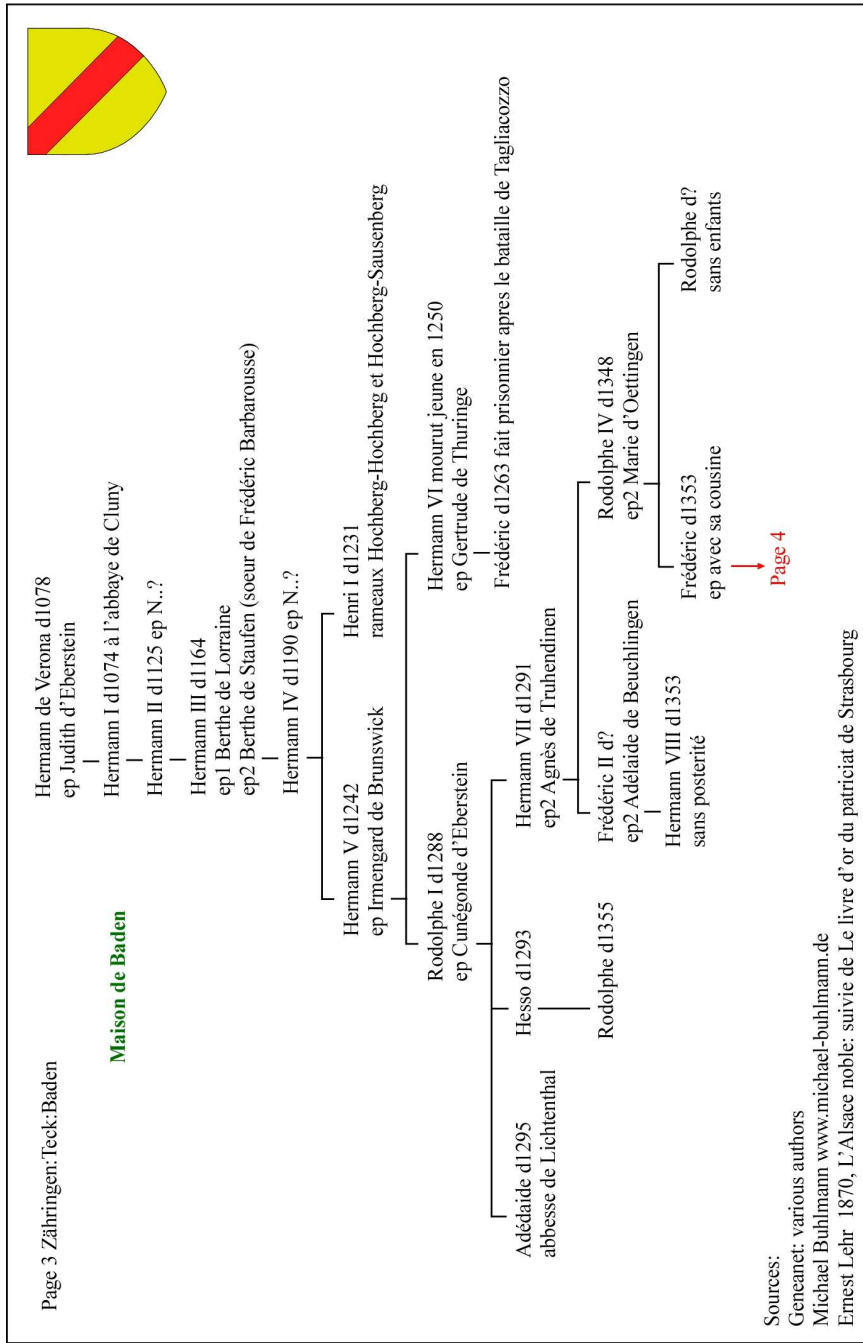 Page 3 Zähringen:Teck:Baden
Maison de Baden
Hermann de Verona d1078
ep Judith d’Eberstein
Hermann I d1074 à l’abbaye de Cluny
Hermann II d1125 ep N..?
Hermann III d1164
ep1 Berthe de Lorraine
ep2 Berthe de Staufen (soeur de Frédéric Barbarousse)
Hermann IV d1190 ep N..?
Hermann V d1242
ep Irmengard de Brunswick
Henri I d1231
rameaux Hochberg-Hochberg et Hochberg-Sausenberg
Rodolphe I d1288
ep Cunégonde d’Eberstein
Hermann VI mourut jeune en 1250
ep Gertrude de Thuringe
Frédéric d1263 fait prisonnier apres le bataille de Tagliacozzo
Adédaide d1295
abbesse de Lichtenthal
Hesso d1293
Rodolphe d1355
Hermann VII d1291
ep2 Agnès de Truhendinen
Frédéric II d?
ep2 Adélaide de Beuchlingen
Hermann VIII d1353
sans posterité
Rodolphe IV d1348
ep2 Marie d’Oettingen
Frédéric d1353
ep avec sa cousine
Page 4
Rodolphe d?
sans enfants
Sources:
Geneanet: various authors
Michael Buhlmann www.michael-buhlmann.de
Ernest Lehr 1870, L’Alsace noble: suivie de Le livre d’or du patriciat de Strasbourg